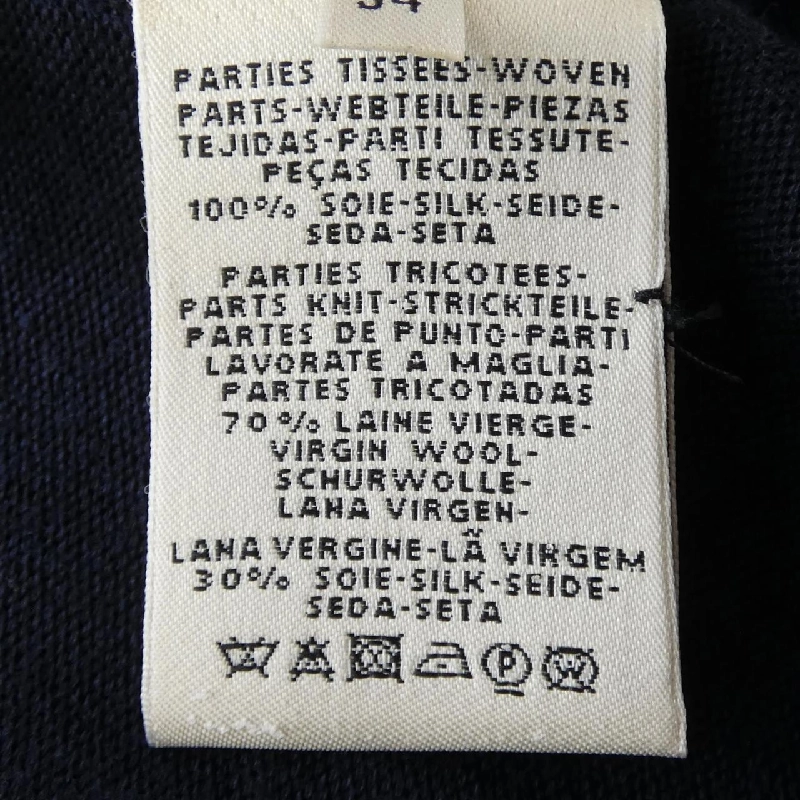 34
PARTIES TISSEES-WOVEN
PARTS-WEBTEILE-PIEZAS
TEJIDAS-PARTI TESSUTE-
PEÇAS TECIDAS
100% SOIE-SILK-SEIDE-
SEDA-SETA
PARTIES TRICOTEES-
PARTS KNIT-STRICKTEILE-
PARTES DE PUNTO-PARTI
LAVORATE A MAGLIA-
PARTES TRICOTADAS
70% LAINE VIERGE-
VIRGIN WOOL-
SCHURWOLLE-
LANA VIRGEN-
LANA VERGINE-LÃ VIRGEM
30% SOIE-SILK-SEIDE-
SEDA-SETA
P W